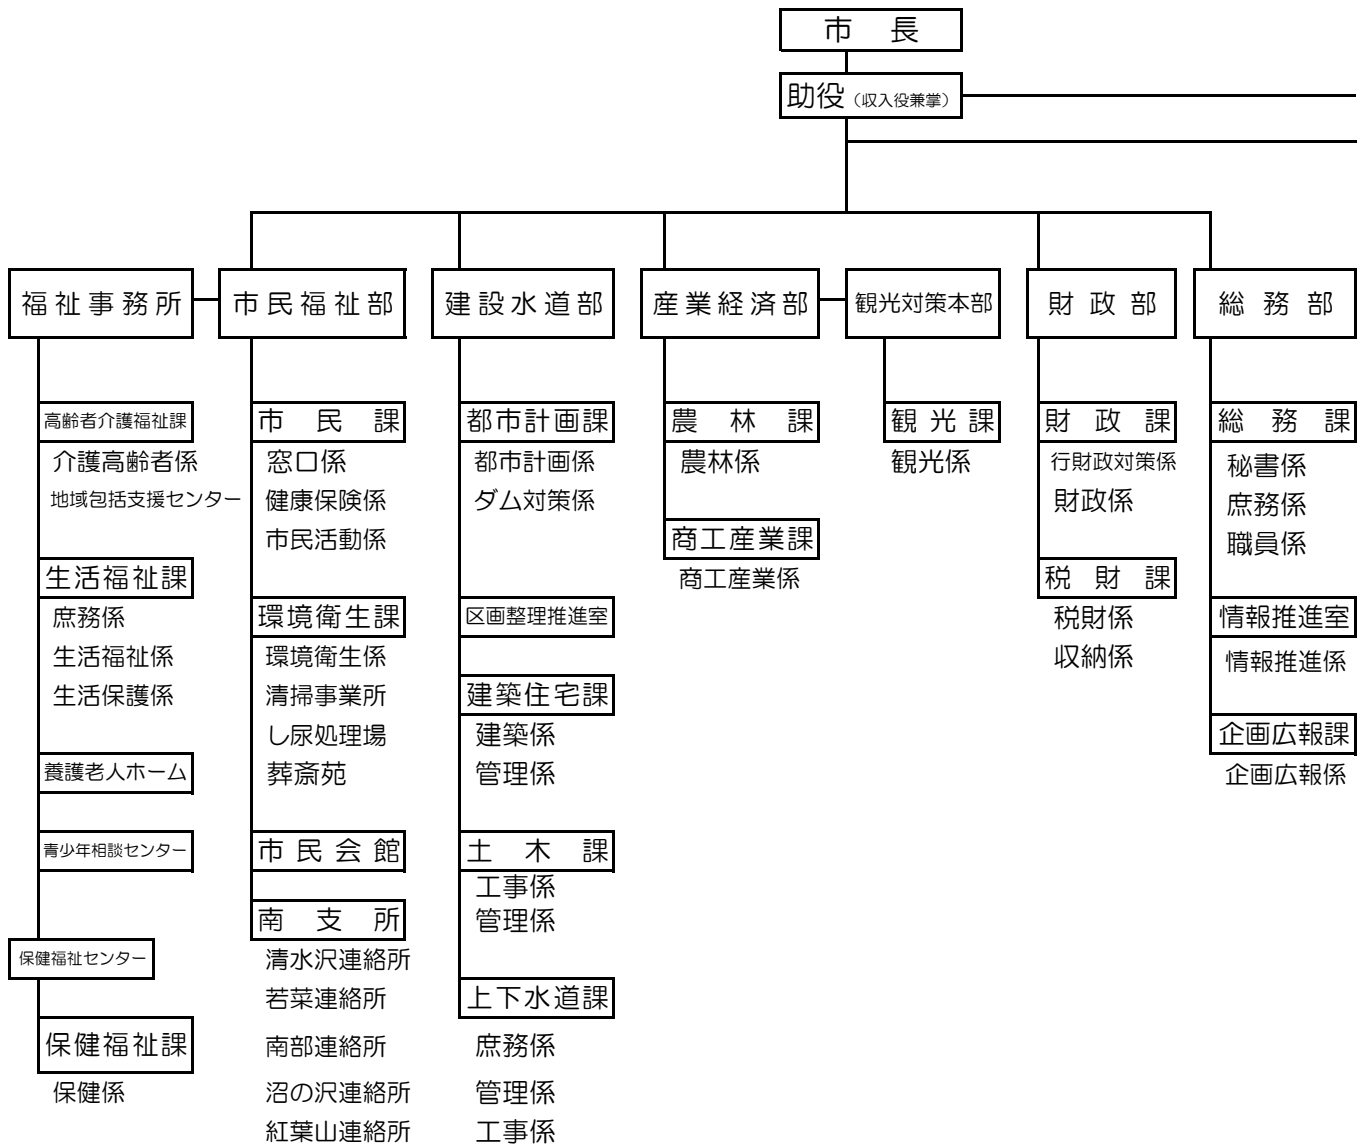 市長
助役（収入役兼掌）
福祉事務所
市民福祉部
建設水道部
産業経済部
観光対策本部
財政部
総務部
高齢者介護福祉課
介護高齢者係
地域包括支援センター
生活福祉課
庶務係
生活福祉係
生活保護係
養護老人ホーム
青少年相談センター
保健福祉センター
保健福祉課
保健係
市民課
窓口係
健康保険係
市民活動係
環境衛生課
環境衛生係
清掃事業所
し尿処理場
葬斎苑
市民会館
南支所
清水沢連絡所
若菜連絡所
南部連絡所
沼の沢連絡所
紅葉山連絡所
都市計画課
都市計画係
ダム対策係
区画整理推進室
建築住宅課
建築係
管理係
土木課
工事係
管理係
上下水道課
庶務係
管理係
工事係
農林課
農林係
商工産業課
商工産業係
観光課
観光係
財政課
行財政対策係
財政係
税財課
税財係
収納係
総務課
秘書係
庶務係
職員係
情報推進室
情報推進係
企画広報課
企画広報係